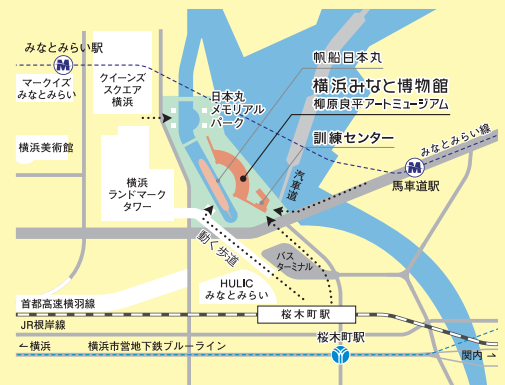 みなとみらい駅
M
マークイズ
みなとみらい
クイーンズ
スクエア
横浜
日本丸
メモリアル
パーク
帆船日本丸
横浜みなと博物館
柳原良平アートミュージアム
訓練センター
みなとみらい線
M
馬車道駅
横浜美術館
横浜
ランドマーク
タワー
汽車道
動く歩道
バス
ターミナル
HULIC
みなとみらい
首都高速横羽線
桜木町駅
JR根岸線
桜木町駅
←横浜
横浜市営地下鉄ブルーライン
関内→